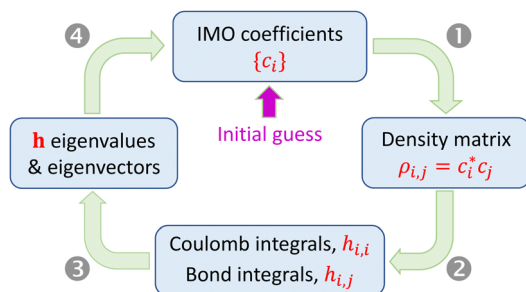 ④
IMO coefficients
{c_i}
①
Initial guess
h eigenvalues
& eigenvectors
Density matrix
ρ_{i,j} = c_i^* c_j
③
Coulomb integrals, h_{i,i}
Bond integrals, h_{i,j}
②